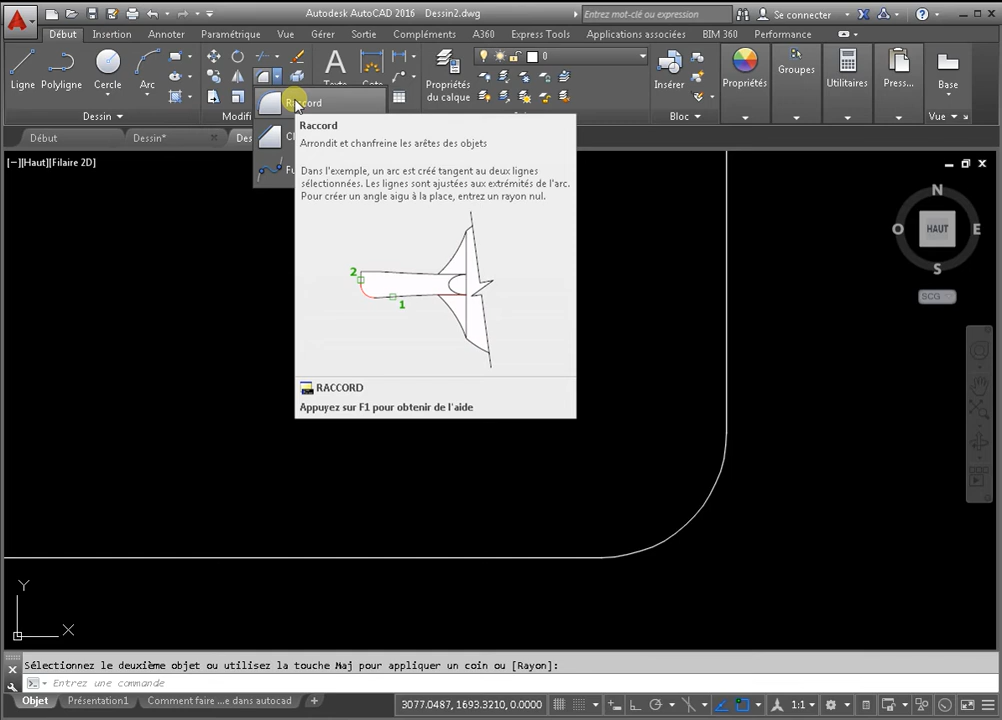 Autodesk AutoCAD 2016 Dessin2.dwg
Entrez mot-clé ou expression
Se connecter
Début Insertion Annoter Paramétrique Vue Gérer Sortie Compléments A360 Express Tools Applications associées BIM 360 Performance
0
Ligne Polyligne Cercle Arc
Propriétés
du calque
Insérer
Propriétés
Groupes
Utilitaires
Press...
Base
Dessin
Bloc
Vue
Début
Dessin*
Raccord
[−][Haut][Filaire 2D]
Raccord
Arrondit et chanfreine les arêtes des objets
Dans l'exemple, un arc est créé tangent au deux lignes
sélectionnées. Les lignes sont ajustées aux extrémités de l'arc.
Pour créer un angle aigu à la place, entrez un rayon nul.
2
1
RACCORD
Appuyez sur F1 pour obtenir de l'aide
N
O HAUT E
S
SCG
Y
X
Sélectionnez le deuxième objet ou utilisez la touche Maj pour appliquer un coin ou [Rayon]:
Entrez une commande
Objet Présentation1 Comment faire ...e dans autocad +
3077.0487, 1693.3210, 0.0000
1:1